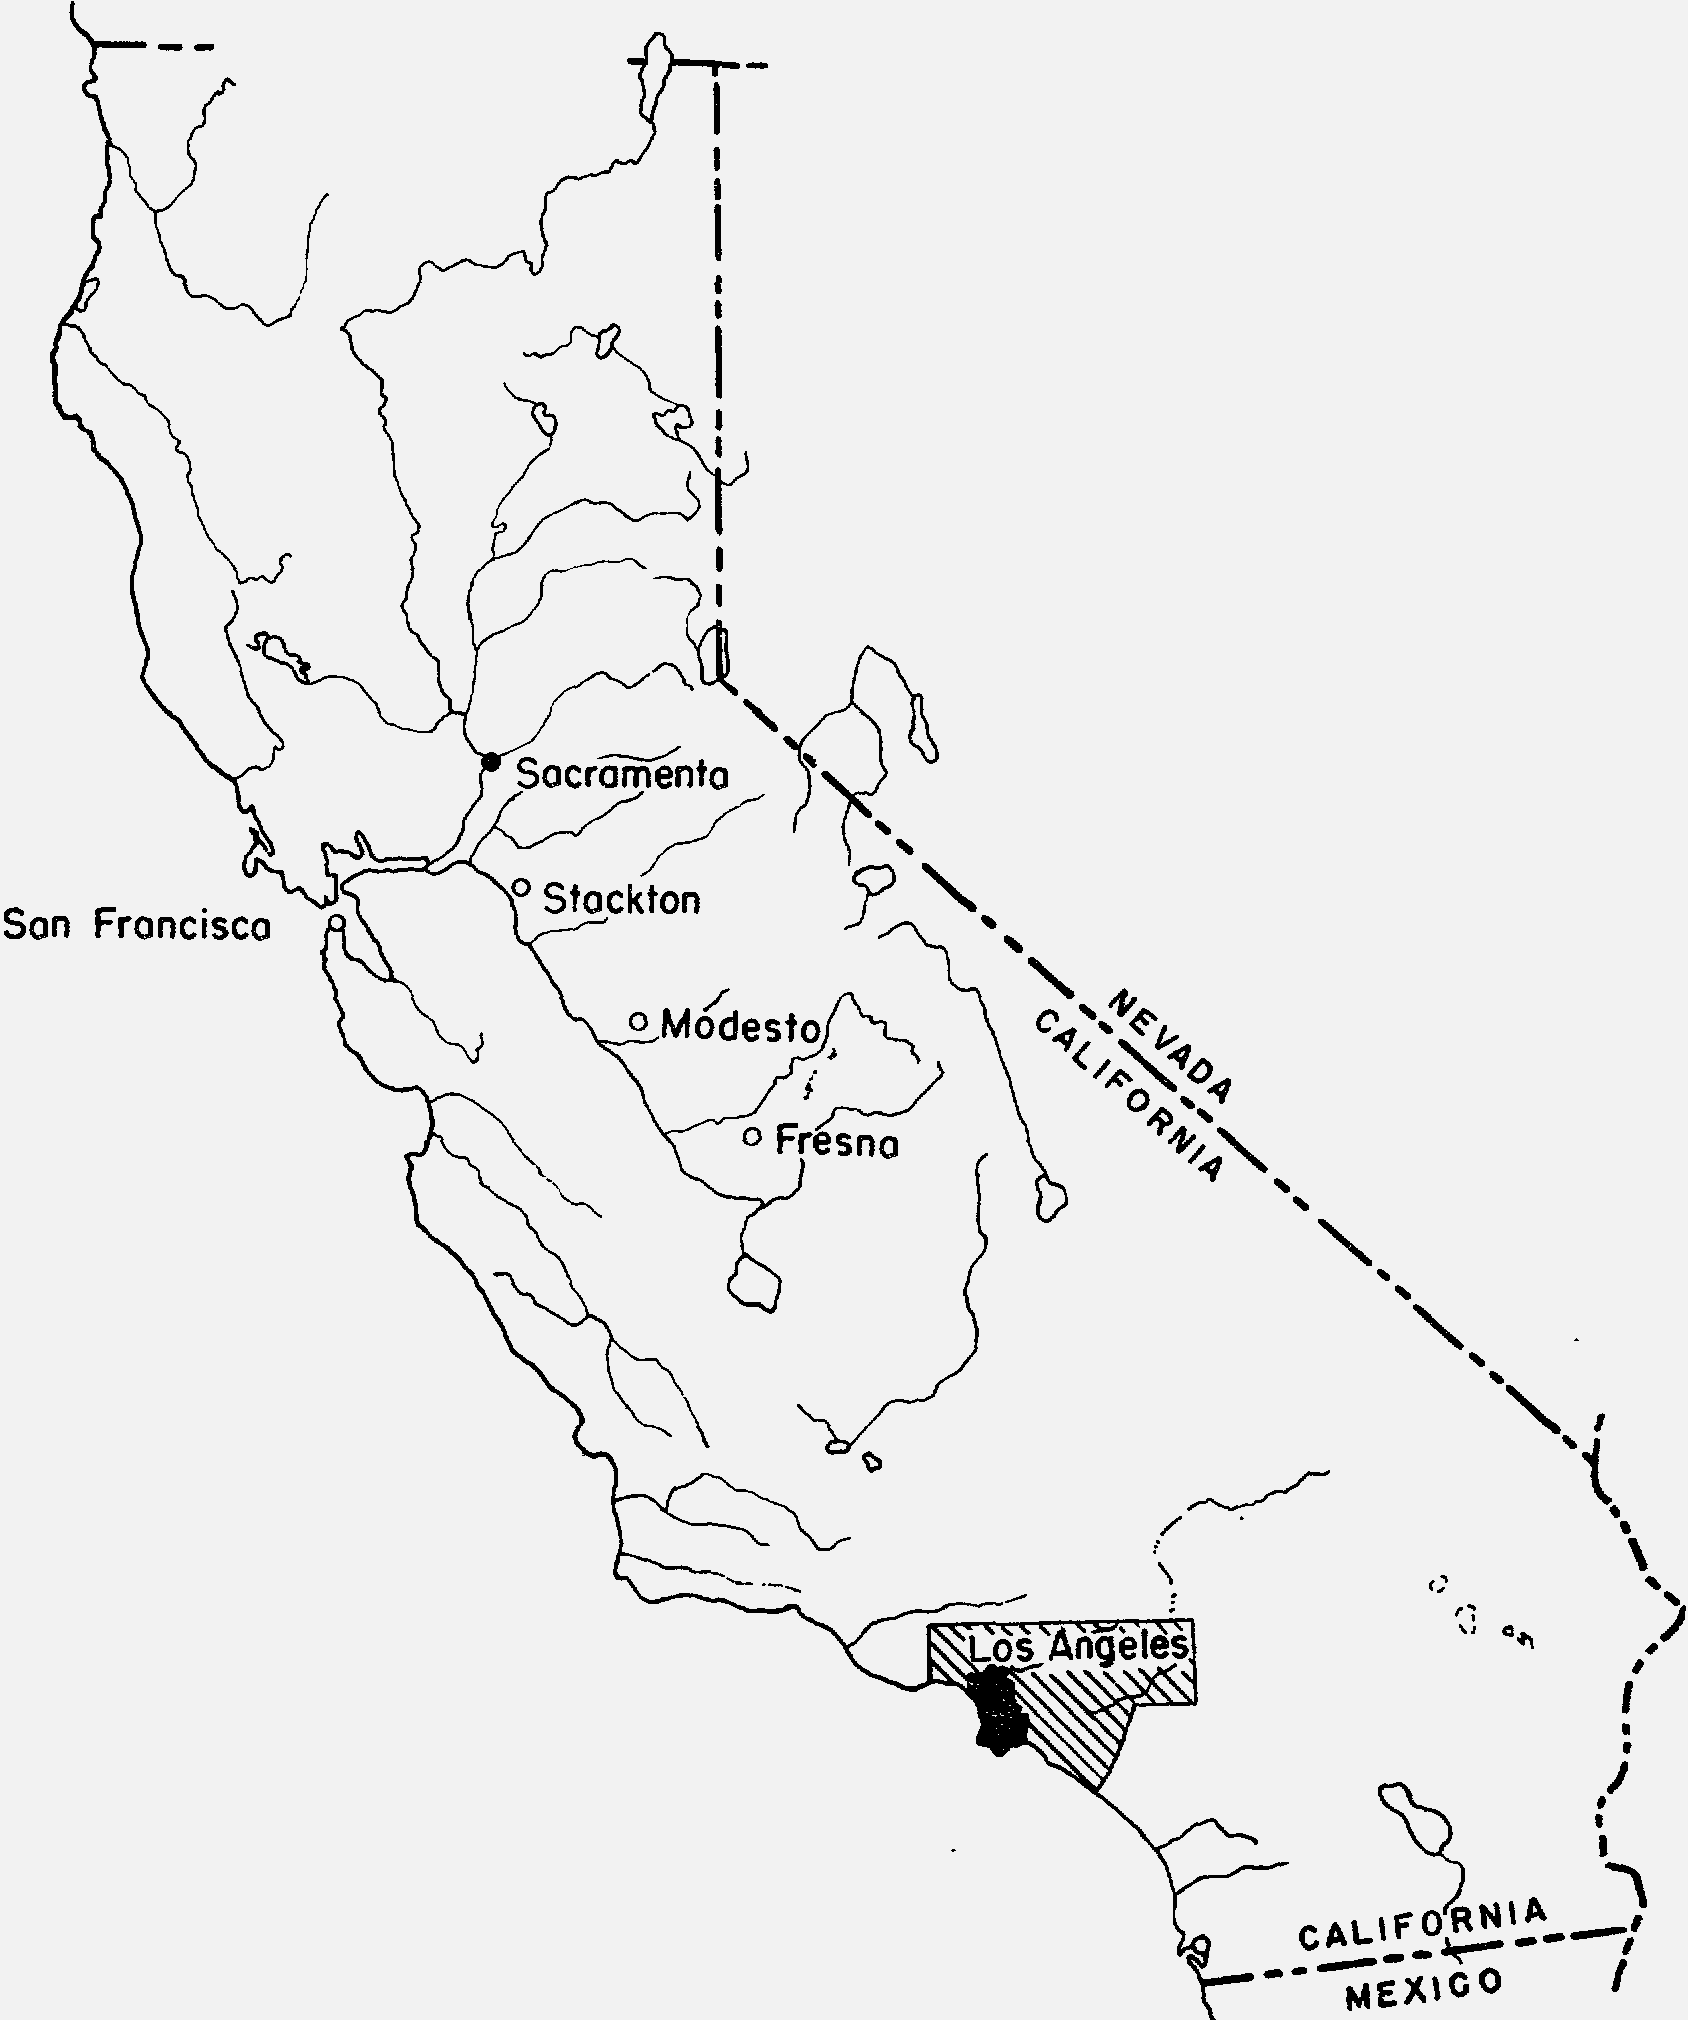 Sacramenta
Stackton
San Francisca
Modesto
NEVADA
CALIFORNIA
Fresna
Los Angeles
CALIFORNIA
MEXICO